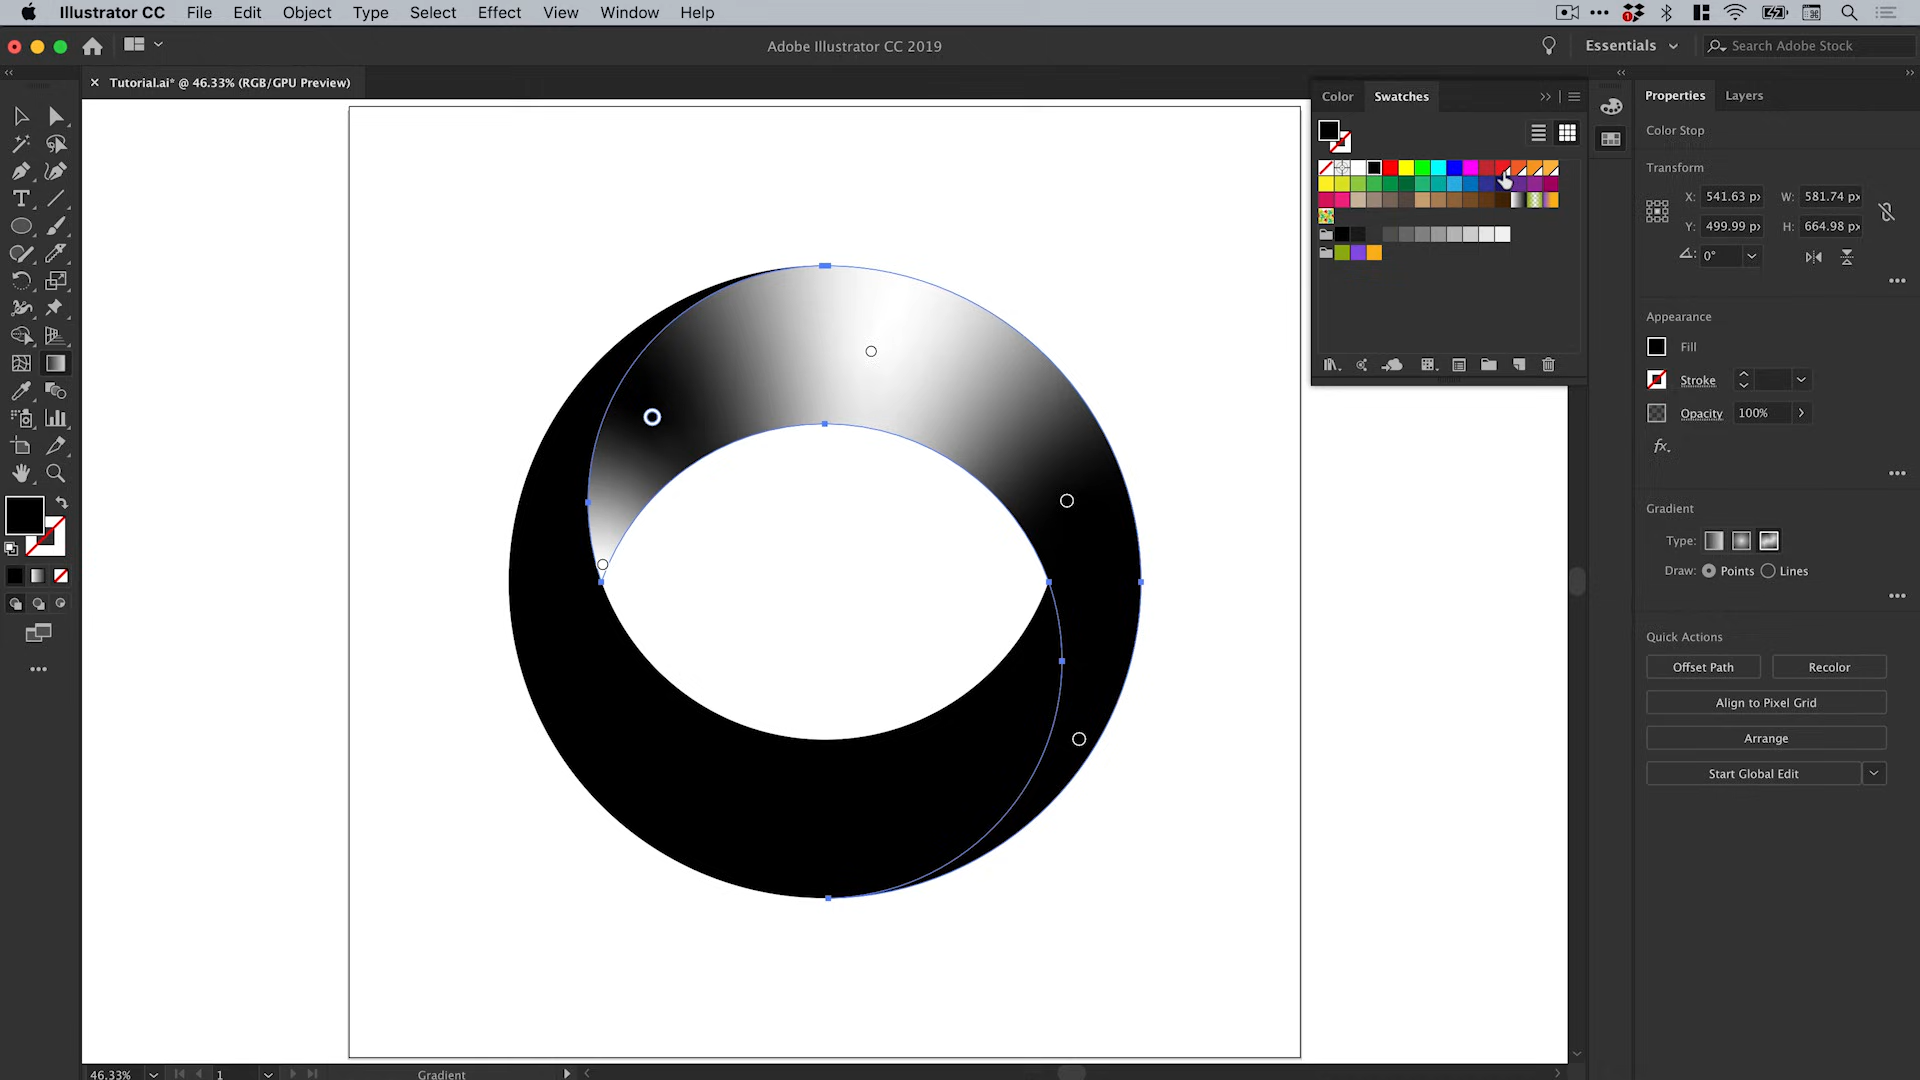 Illustrator CC File Edit Object Type Select Effect View Window Help
Adobe Illustrator CC 2019
Essentials
Search Adobe Stock
Tutorial.ai* @ 46.33% (RGB/GPU Preview)
Color Swatches
Properties Layers
Color Stop
Transform
X: 541.63 px W: 581.74 px
Y: 499.99 px H: 664.98 px
0°
Appearance
Fill
Stroke
Opacity 100%
fx.
Gradient
Type:
Draw: Points Lines
Quick Actions
Offset Path Recolor
Align to Pixel Grid
Arrange
Start Global Edit
46.33% 1 Gradient